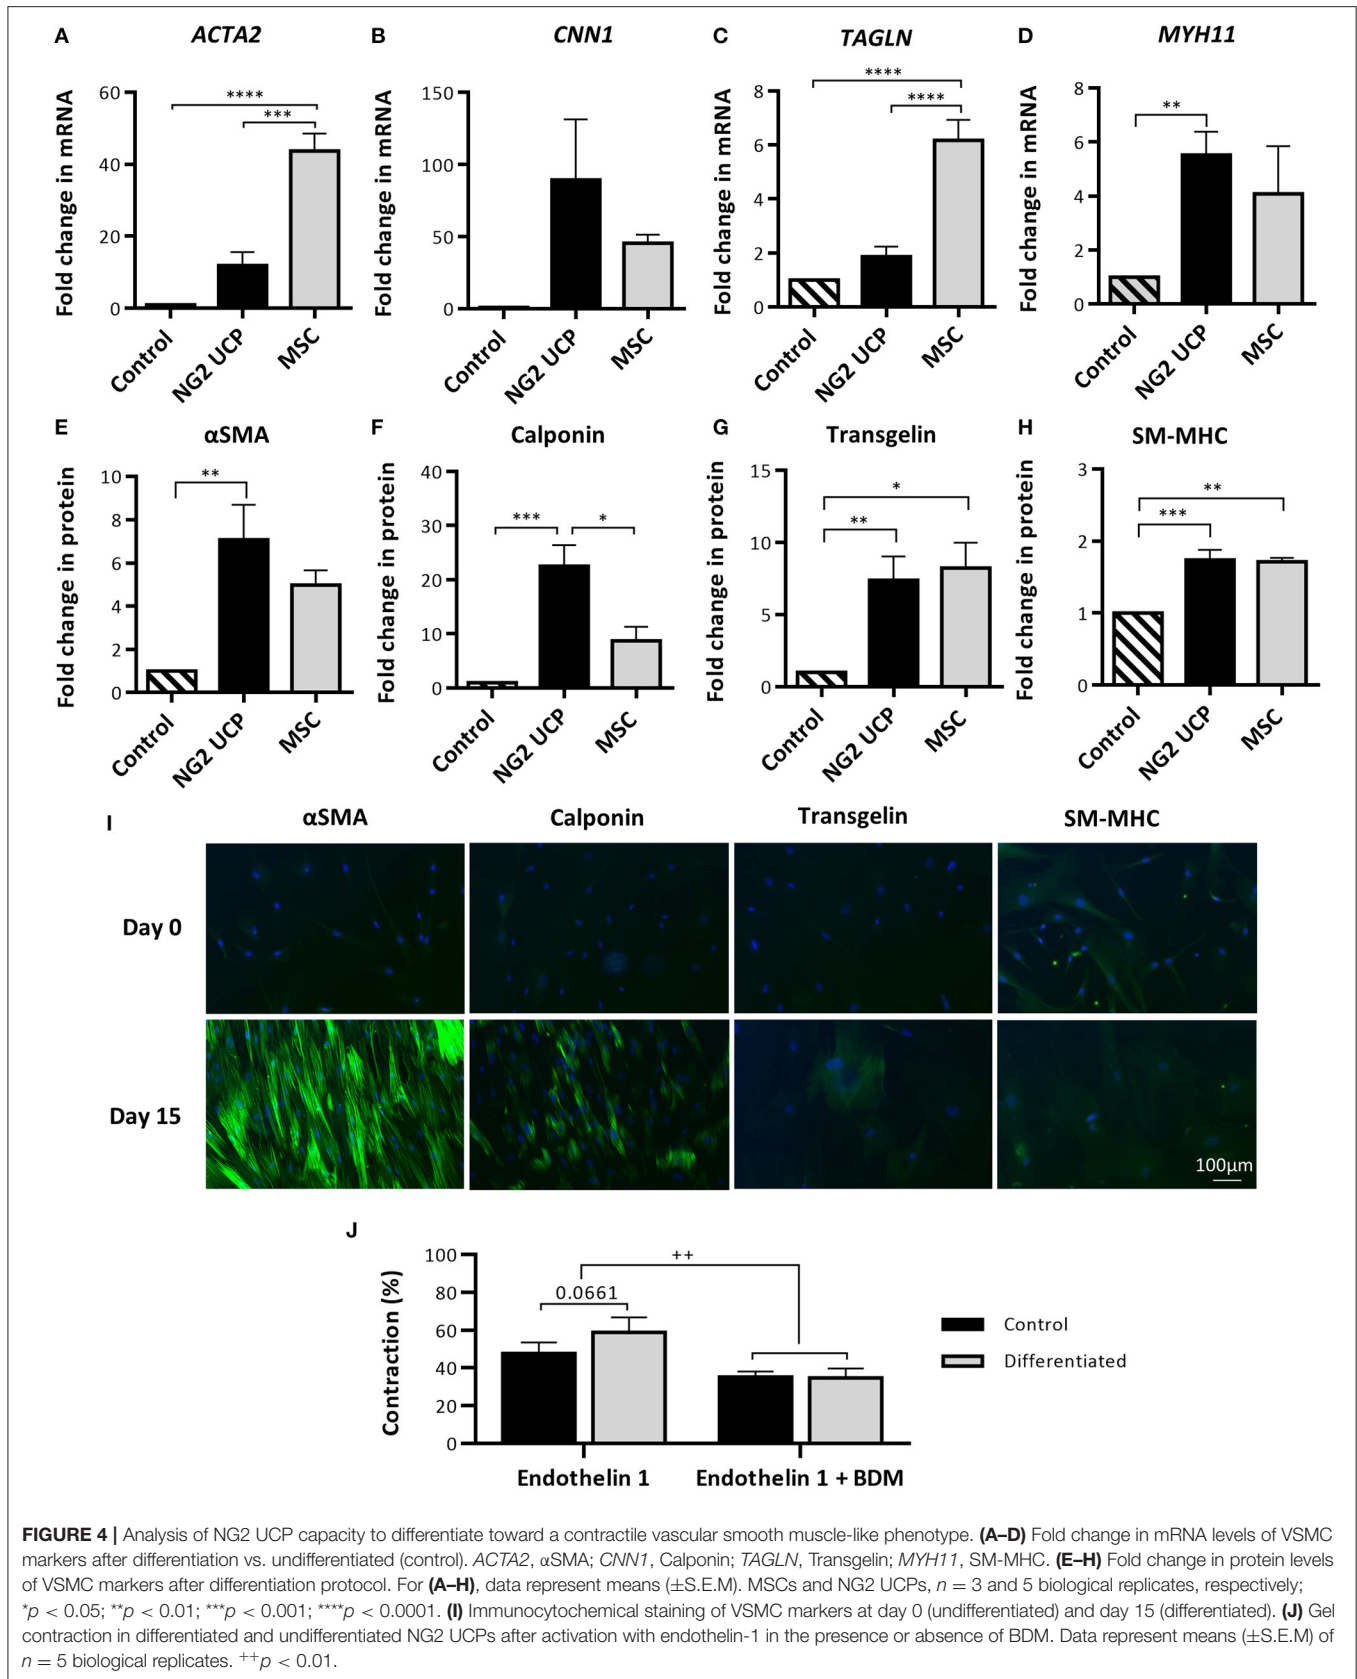 A ACTA2
B CNN1
C TAGLN
D MYH11
Fold change in mRNA
60
40
20
0
****
***
Control
NG2 UCP
MSC
Fold change in mRNA
150
100
50
0
Control
NG2 UCP
MSC
Fold change in mRNA
8
6
4
2
0
****
****
Control
NG2 UCP
MSC
Fold change in mRNA
8
6
4
2
0
**
Control
NG2 UCP
MSC
E αSMA
F Calponin
G Transgelin
H SM-MHC
Fold change in protein
10
8
6
4
2
0
**
Control
NG2 UCP
MSC
Fold change in protein
40
30
20
10
0
***
*
Control
NG2 UCP
MSC
Fold change in protein
15
10
5
0
*
**
Control
NG2 UCP
MSC
Fold change in protein
3
2
1
0
**
***
Control
NG2 UCP
MSC
I
αSMA Calponin Transgelin SM-MHC
Day 0
Day 15
100µm
J
Contraction (%)
100
80
60
40
20
0
++
0.0661
Endothelin 1
Endothelin 1 + BDM
Control
Differentiated
FIGURE 4 | Analysis of NG2 UCP capacity to differentiate toward a contractile vascular smooth muscle-like phenotype. (A–D) Fold change in mRNA levels of VSMC
markers after differentiation vs. undifferentiated (control). ACTA2, αSMA; CNN1, Calponin; TAGLN, Transgelin; MYH11, SM-MHC. (E–H) Fold change in protein levels
of VSMC markers after differentiation protocol. For (A–H), data represent means (±S.E.M). MSCs and NG2 UCPs, n = 3 and 5 biological replicates, respectively;
*p < 0.05; **p < 0.01; ***p < 0.001; ****p < 0.0001. (I) Immunocytochemical staining of VSMC markers at day 0 (undifferentiated) and day 15 (differentiated). (J) Gel
contraction in differentiated and undifferentiated NG2 UCPs after activation with endothelin-1 in the presence or absence of BDM. Data represent means (±S.E.M) of
n = 5 biological replicates. ++p < 0.01.